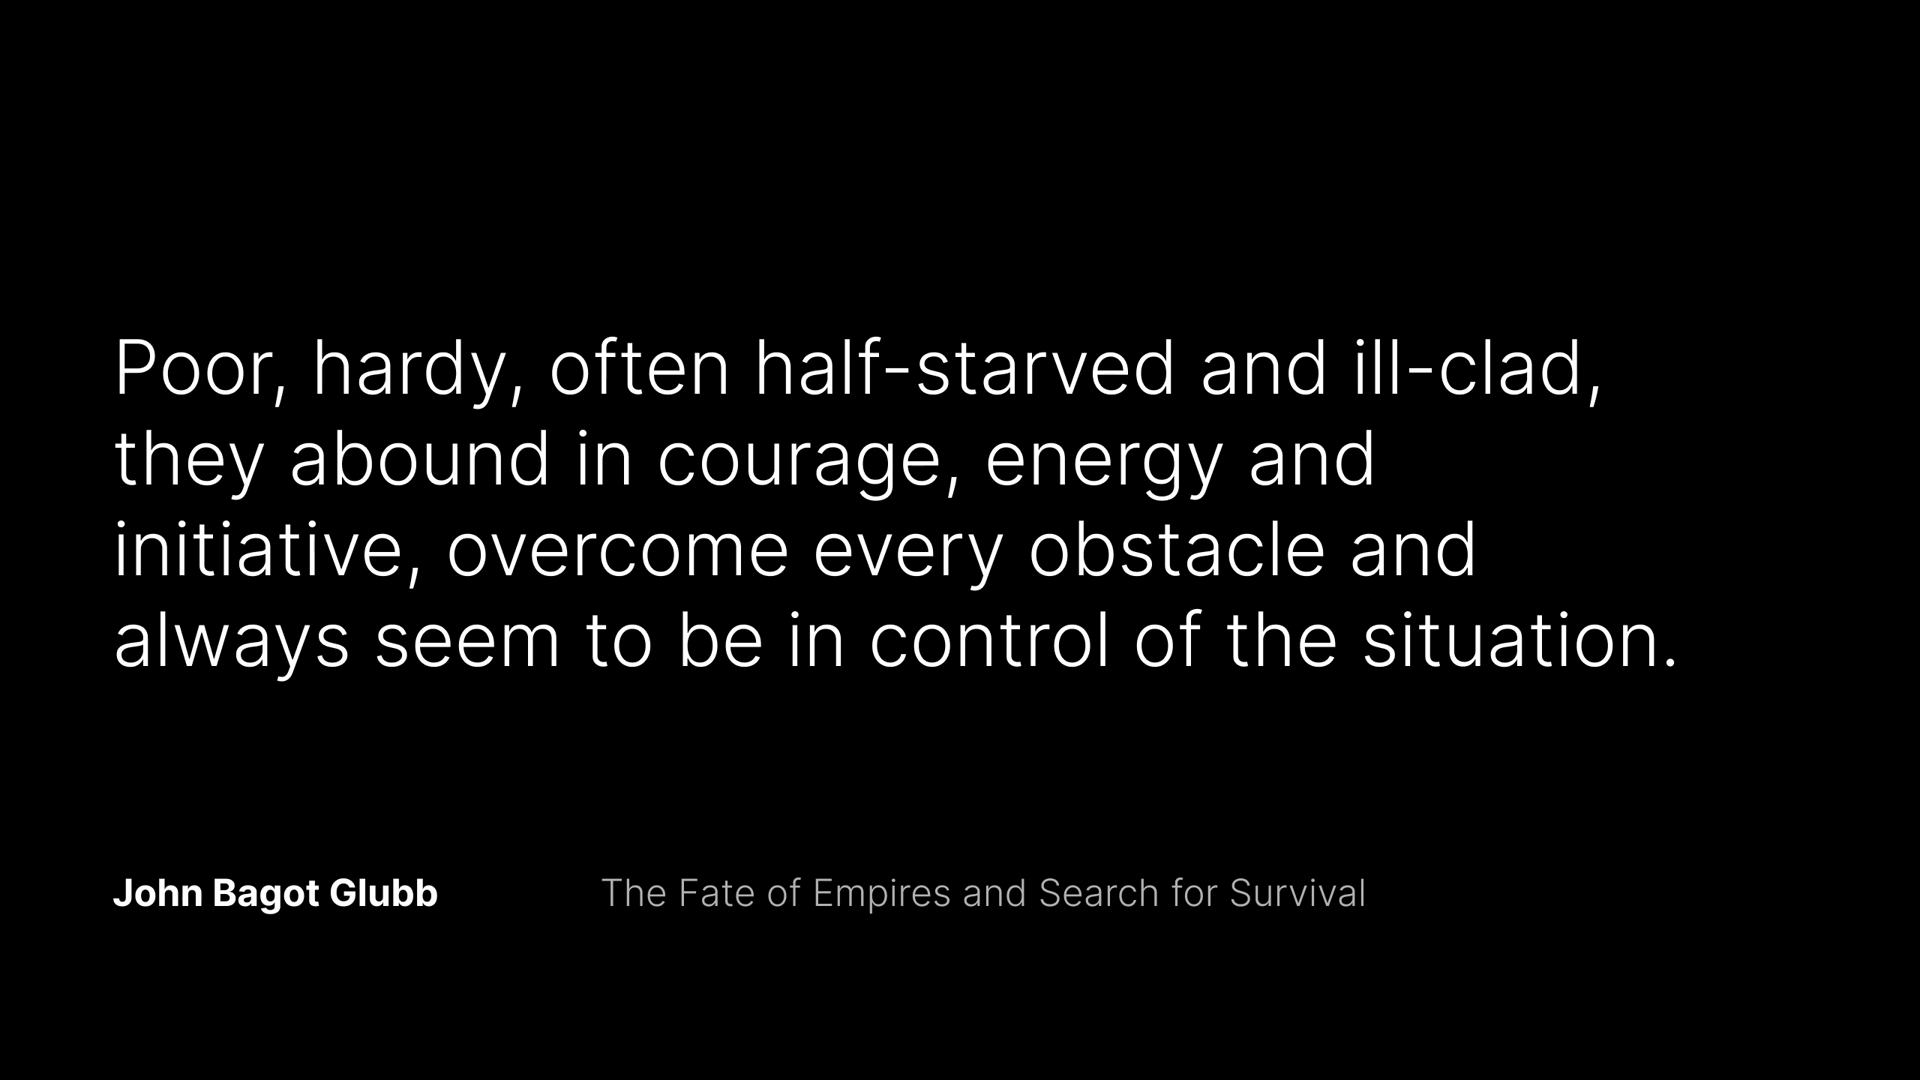 Poor, hardy, often half-starved and ill-clad,
they abound in courage, energy and
initiative, overcome every obstacle and
always seem to be in control of the situation.
John Bagot Glubb
The Fate of Empires and Search for Survival